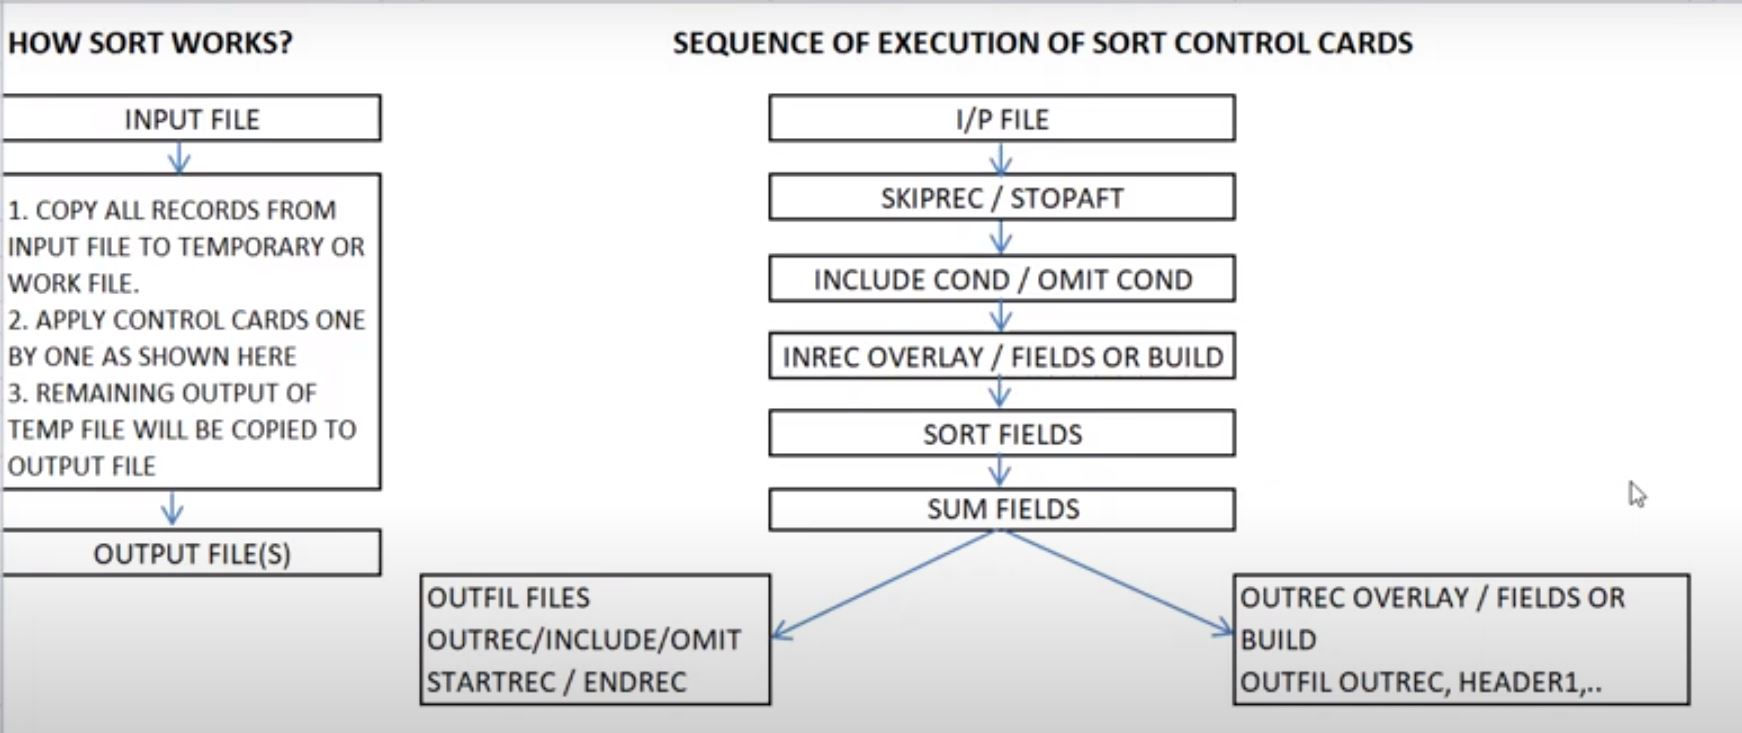 HOW SORT WORKS?
INPUT FILE
1. COPY ALL RECORDS FROM
INPUT FILE TO TEMPORARY OR
WORK FILE.
2. APPLY CONTROL CARDS ONE
BY ONE AS SHOWN HERE
3. REMAINING OUTPUT OF
TEMP FILE WILL BE COPIED TO
OUTPUT FILE
OUTPUT FILE(S)
SEQUENCE OF EXECUTION OF SORT CONTROL CARDS
I/P FILE
SKIPREC / STOPAFT
INCLUDE COND / OMIT COND
INREC OVERLAY / FIELDS OR BUILD
SORT FIELDS
SUM FIELDS
OUTFIL FILES
OUTREC/INCLUDE/OMIT
STARTREC / ENDREC
OUTREC OVERLAY / FIELDS OR
BUILD
OUTFIL OUTREC, HEADER1,..